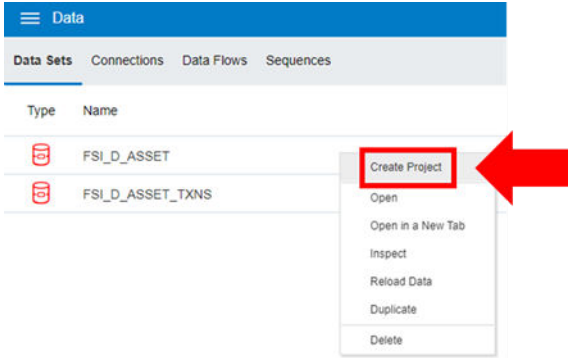 Data
Data Sets Connections Data Flows Sequences
Type Name
FSI_D_ASSET
FSI_D_ASSET_TXNS
Create Project
Open
Open in a New Tab
Inspect
Reload Data
Duplicate
Delete